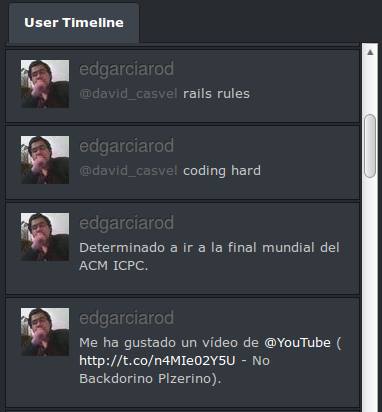 User Timeline
edgarciarod
@david_casvel rails rules
edgarciarod
@david_casvel coding hard
edgarciarod
Determinado a ir a la final mundial del
ACM ICPC.
edgarciarod
Me ha gustado un vídeo de @YouTube (
http://t.co/n4MIe02Y5U - No
Backdorino Plzerino).